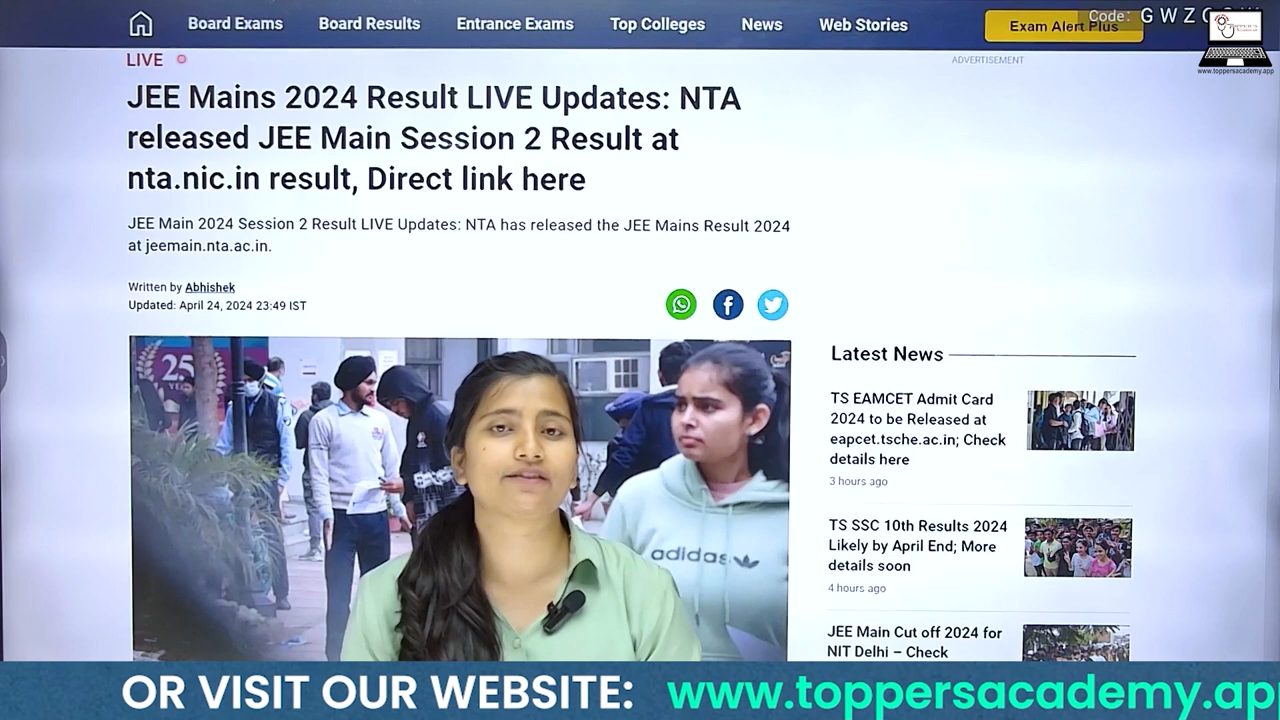 Board Exams
Board Results
Entrance Exams
Top Colleges
News
Web Stories
Exam Alert Plus
Code:
www.toppersacademy.app
LIVE
ADVERTISEMENT
JEE Mains 2024 Result LIVE Updates: NTA
released JEE Main Session 2 Result at
nta.nic.in result, Direct link here
JEE Main 2024 Session 2 Result LIVE Updates: NTA has released the JEE Mains Result 2024
at jeemain.nta.ac.in.
Written by Abhishek
Updated: April 24, 2024 23:49 IST
25
adidas
Latest News
TS EAMCET Admit Card
2024 to be Released at
eapcet.tsche.ac.in; Check
details here
3 hours ago
TS SSC 10th Results 2024
Likely by April End; More
details soon
4 hours ago
JEE Main Cut off 2024 for
NIT Delhi – Check
OR VISIT OUR WEBSITE: www.toppersacademy.app